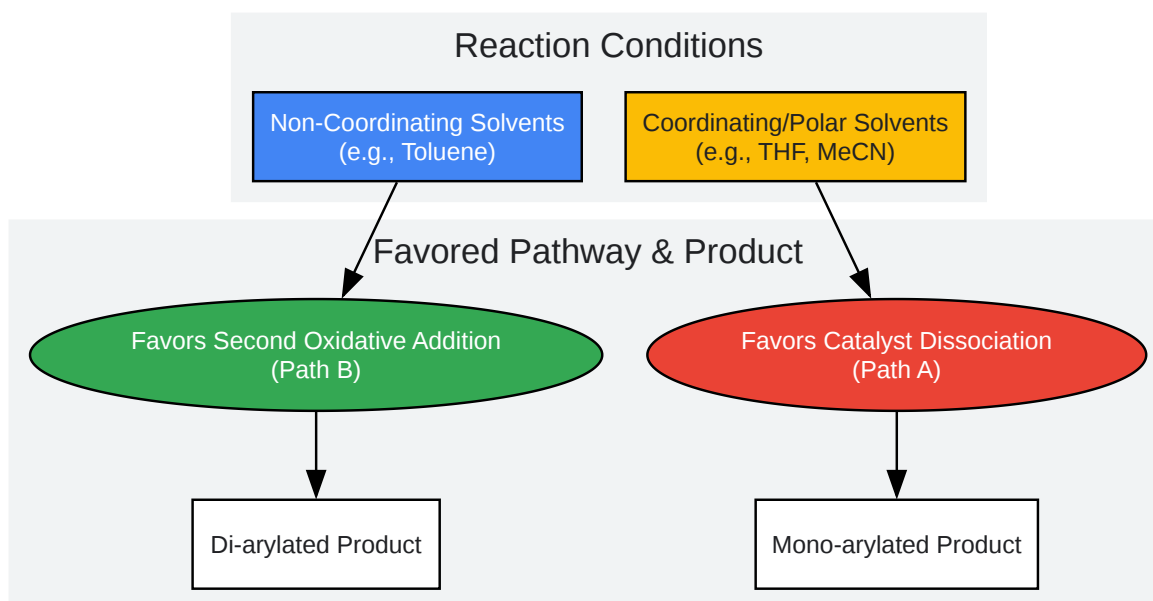 Reaction Conditions
Non-Coordinating Solvents
(e.g., Toluene)
Coordinating/Polar Solvents
(e.g., THF, MeCN)
Favored Pathway & Product
Favors Second Oxidative Addition
(Path B)
Favors Catalyst Dissociation
(Path A)
Di-arylated Product
Mono-arylated Product